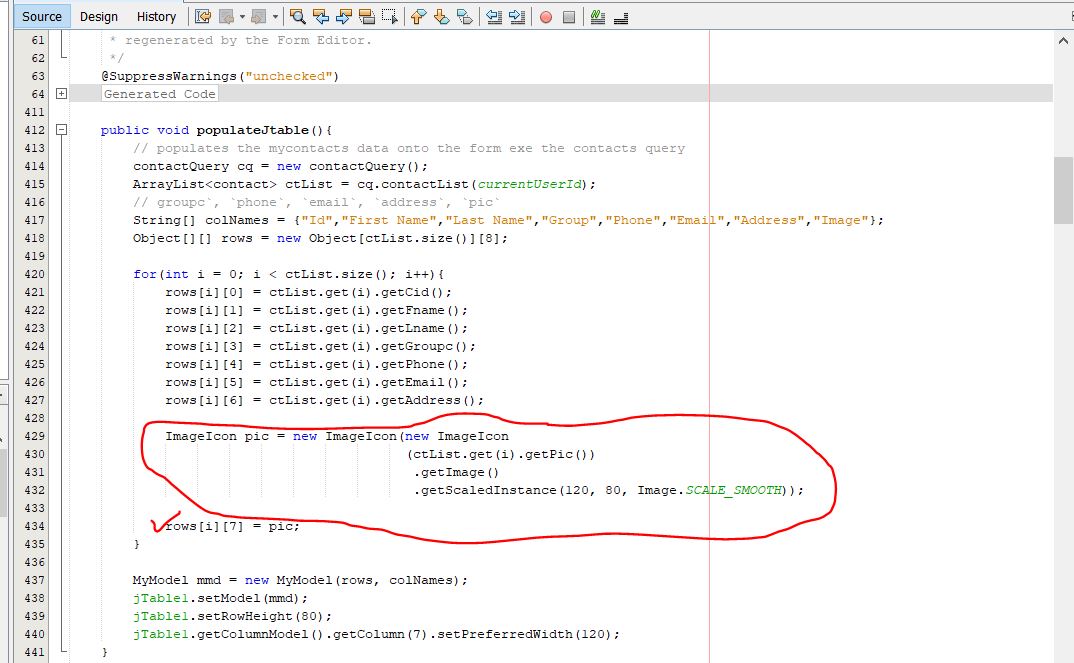 Source Design History
61 * regenerated by the Form Editor.
62 */
63 @SuppressWarnings("unchecked")
64 Generated Code
411
412 public void populateJtable(){
413 // populates the mycontacts data onto the form exe the contacts query
414 contactQuery cq = new contactQuery();
415 ArrayList<contact> ctList = cq.contactList(currentUserId);
416 // groupc`, `phone`, `email`, `address`, `pic`
417 String[] colNames = {"Id","First Name","Last Name","Group","Phone","Email","Address","Image"};
418 Object[][] rows = new Object[ctList.size()][8];
419
420 for(int i = 0; i < ctList.size(); i++){
421 rows[i][0] = ctList.get(i).getCid();
422 rows[i][1] = ctList.get(i).getFname();
423 rows[i][2] = ctList.get(i).getLname();
424 rows[i][3] = ctList.get(i).getGroupc();
425 rows[i][4] = ctList.get(i).getPhone();
426 rows[i][5] = ctList.get(i).getEmail();
427 rows[i][6] = ctList.get(i).getAddress();
428
429 ImageIcon pic = new ImageIcon(new ImageIcon
430 (ctList.get(i).getPic())
431 .getImage()
432 .getScaledInstance(120, 80, Image.SCALE_SMOOTH));
433
434 rows[i][7] = pic;
435 }
436
437 MyModel mmd = new MyModel(rows, colNames);
438 jTable1.setModel(mmd);
439 jTable1.setRowHeight(80);
440 jTable1.getColumnModel().getColumn(7).setPreferredWidth(120);
441 }